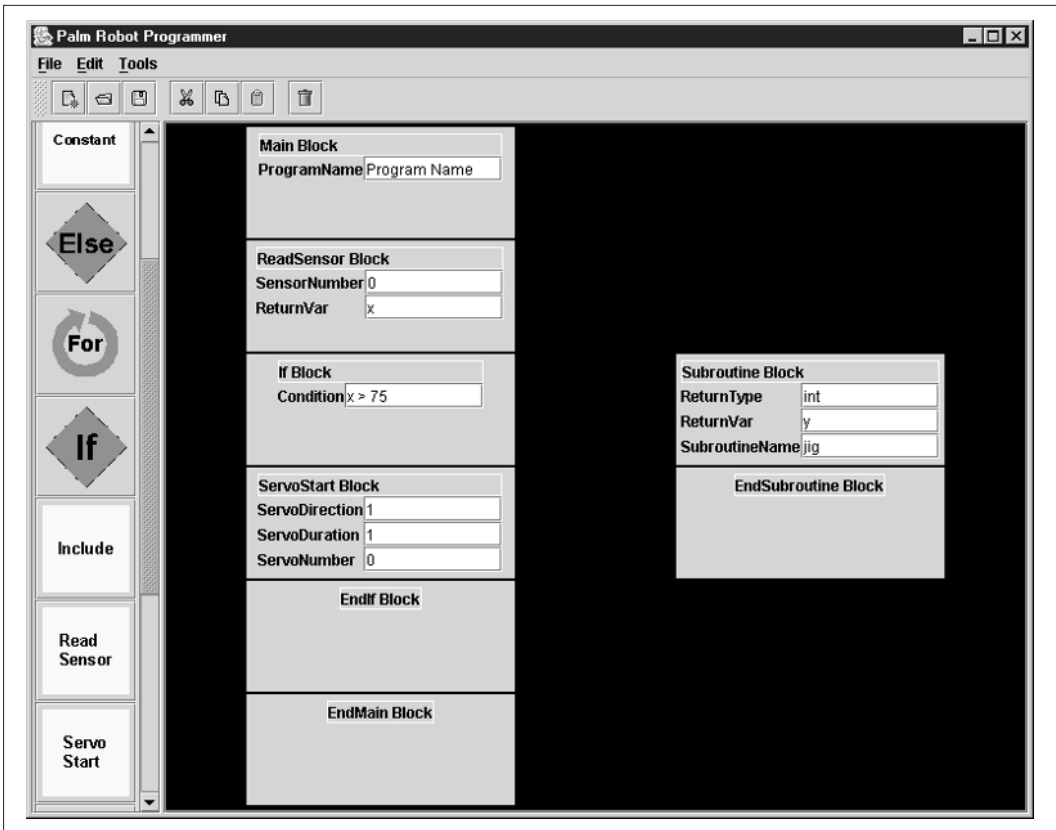 Palm Robot Programmer
File Edit Tools
Constant
Else
For
If
Include
Read
Sensor
Servo
Start
Main Block
ProgramName Program Name
ReadSensor Block
SensorNumber 0
ReturnVar x
If Block
Condition x > 75
ServoStart Block
ServoDirection 1
ServoDuration 1
ServoNumber 0
EndIf Block
EndMain Block
Subroutine Block
ReturnType int
ReturnVar y
SubroutineName jig
EndSubroutine Block